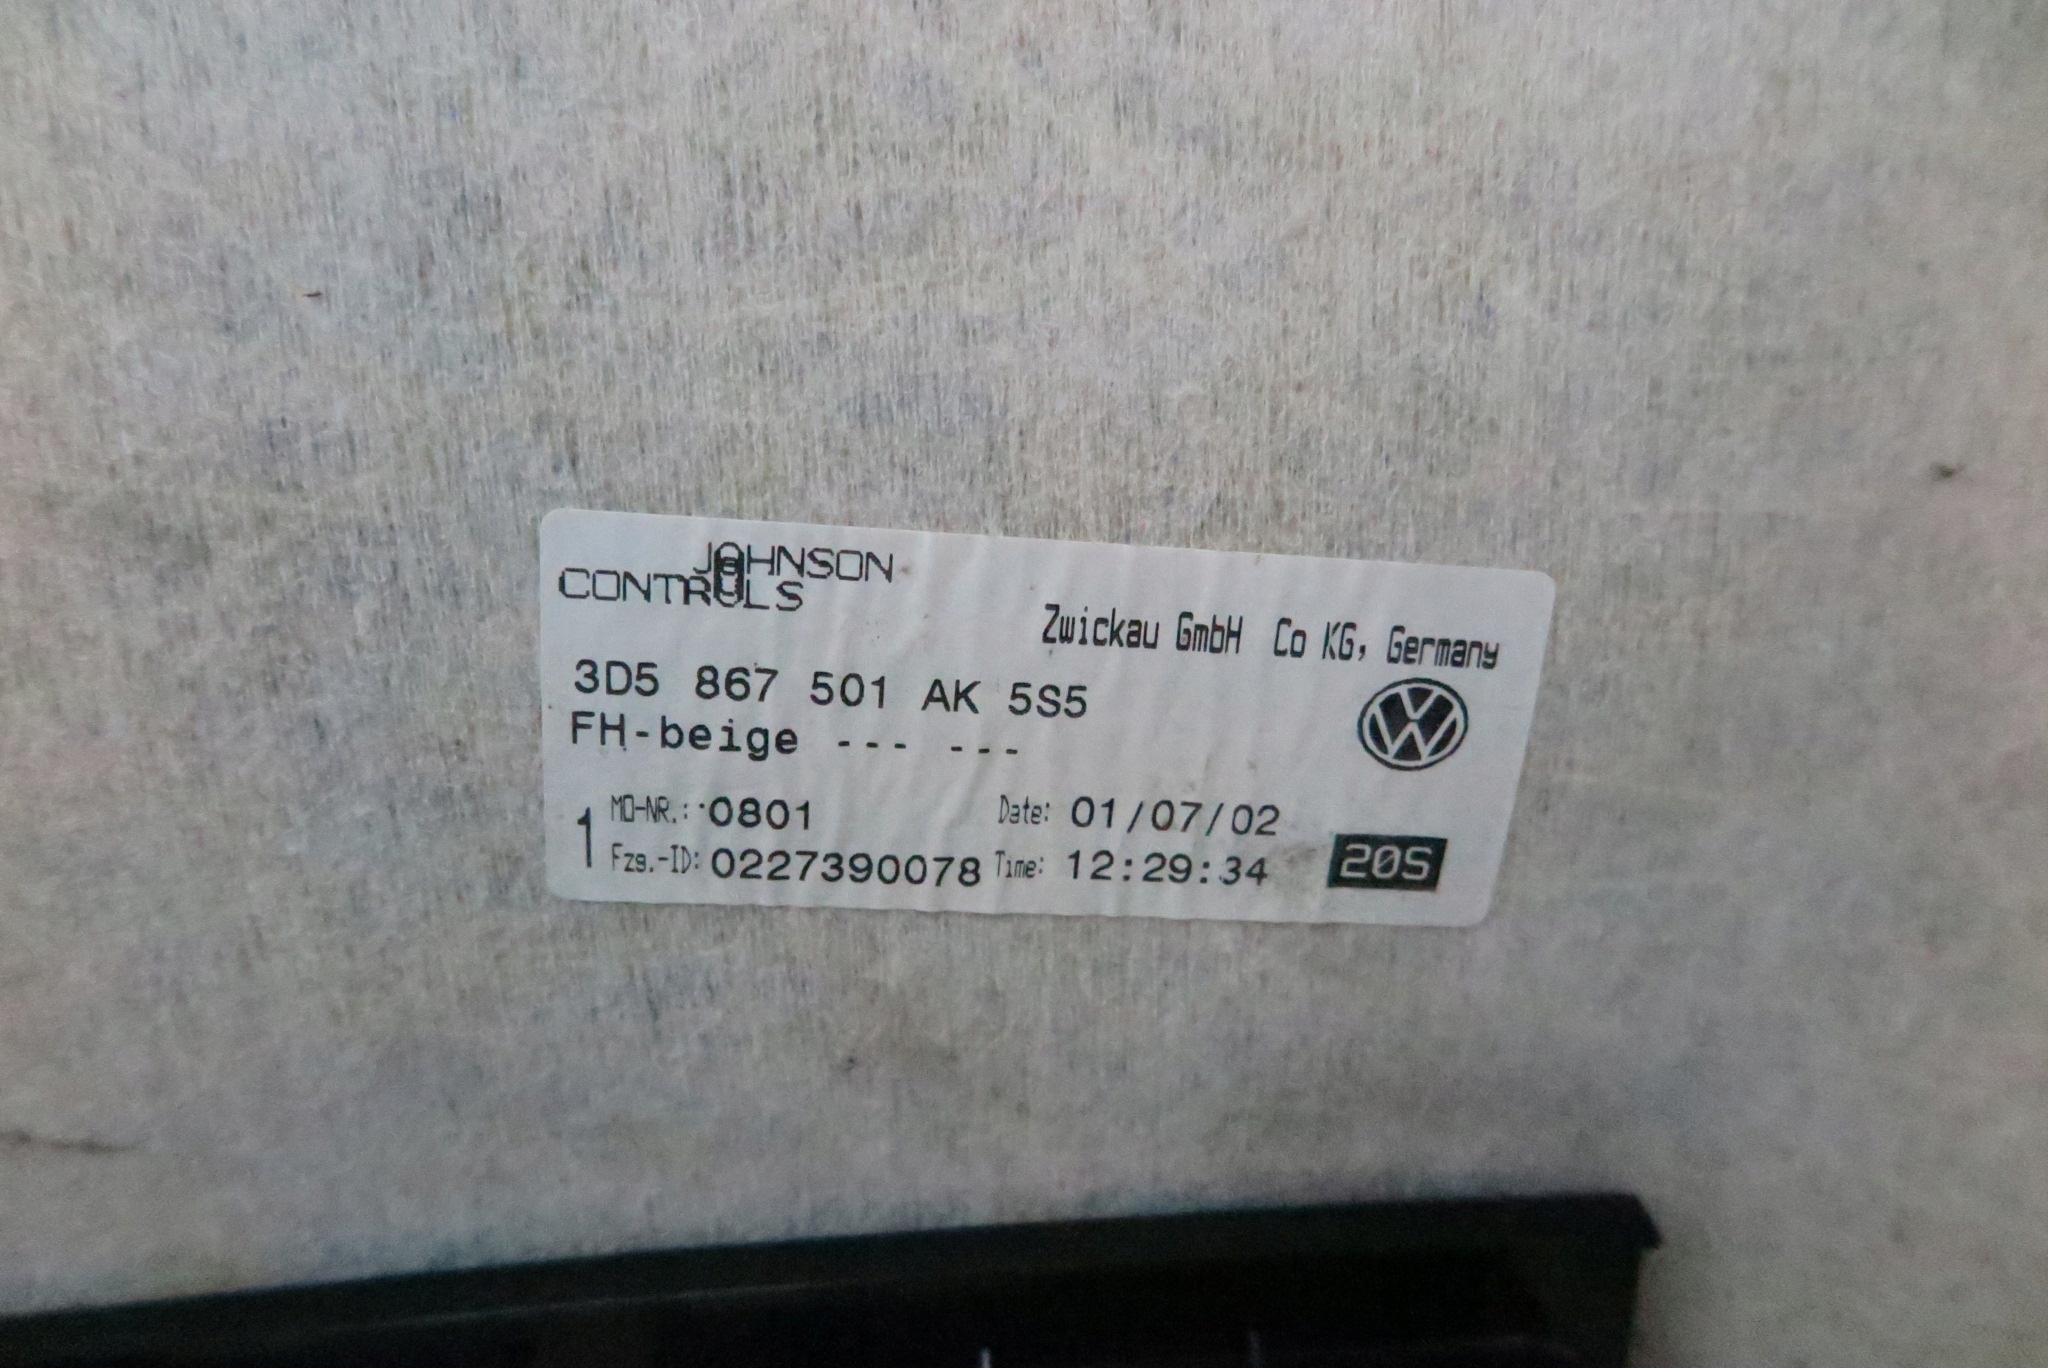 JOHNSON
CONTROLS
Zwickau GmbH Co KG, Germany
3D5 867 501 AK 5S5
FH-beige --- ---
1 MO-NR.: 0801 Date: 01/07/02
Fzg.-ID: 0227390078 Time: 12:29:34
20S